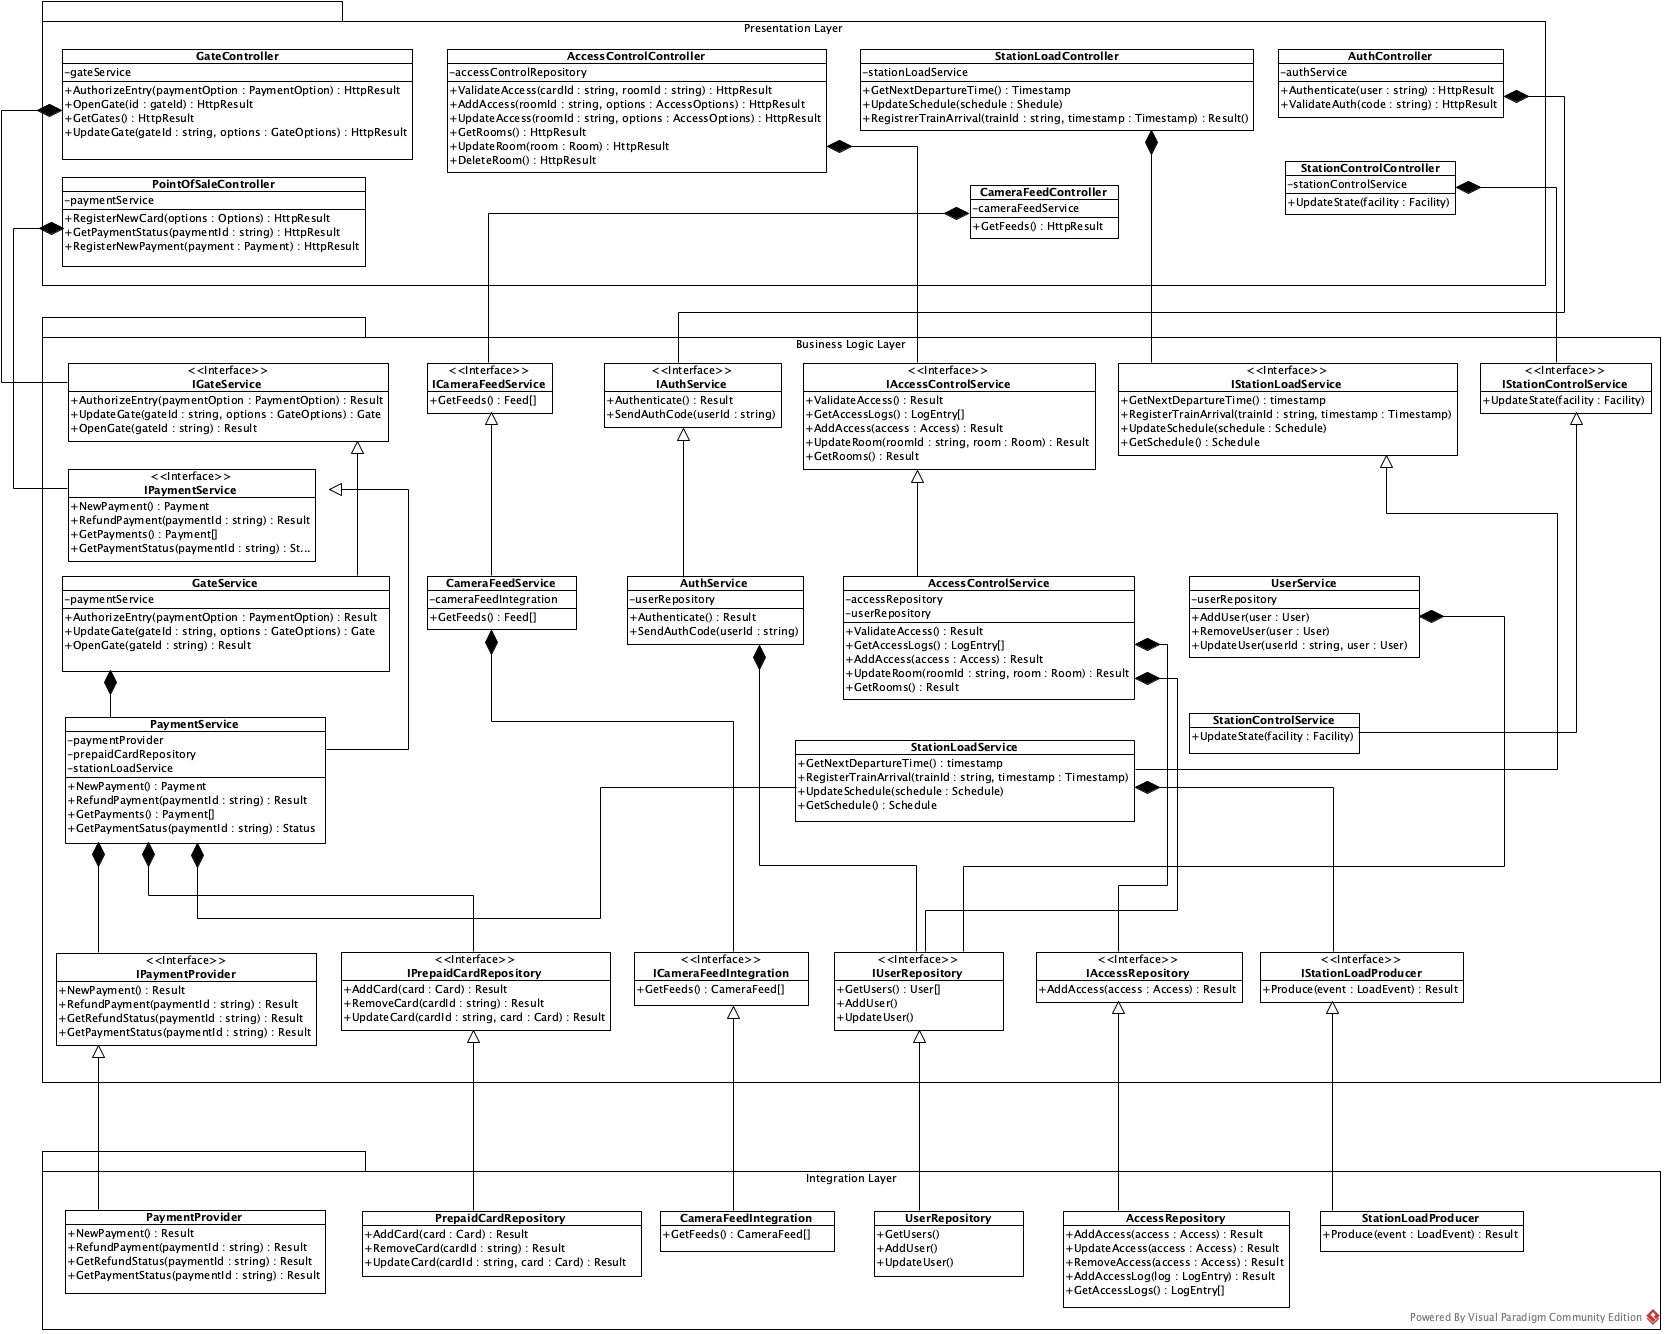 Presentation Layer
GateController
-gateService
+AuthorizeEntry(paymentOption : PaymentOption) : HttpResult
+OpenGate(id : gateId) : HttpResult
+GetGates() : HttpResult
+UpdateGate(gateId : string, options : GateOptions) : HttpResult
AccessControlController
-accessControlRepository
+ValidateAccess(cardId : string, roomId : string) : HttpResult
+AddAccess(roomId : string, options : AccessOptions) : HttpResult
+UpdateAccess(roomId : string, options : AccessOptions) : HttpResult
+GetRooms() : HttpResult
+UpdateRoom(room : Room) : HttpResult
+DeleteRoom() : HttpResult
StationLoadController
-stationLoadService
+GetNextDepartureTime() : Timestamp
+UpdateSchedule(schedule : Shedule)
+RegistrerTrainArrival(trainId : string, timestamp : Timestamp) : Result()
AuthController
-authService
+Authenticate(user : string) : HttpResult
+ValidateAuth(code : string) : HttpResult
PointOfSaleController
-paymentService
+RegisterNewCard(options : Options) : HttpResult
+GetPaymentStatus(paymentId : string) : HttpResult
+RegisterNewPayment(payment : Payment) : HttpResult
CameraFeedController
-cameraFeedService
+GetFeeds() : HttpResult
StationControlController
-stationControlService
+UpdateState(facility : Facility)
Business Logic Layer
<<Interface>>
IGateService
+AuthorizeEntry(paymentOption : PaymentOption) : Result
+UpdateGate(gateId : string, options : GateOptions) : Gate
+OpenGate(gateId : string) : Result
<<Interface>>
ICameraFeedService
+GetFeeds() : Feed[]
<<Interface>>
IAuthService
+Authenticate() : Result
+SendAuthCode(userId : string)
<<Interface>>
IAccessControlService
+ValidateAccess() : Result
+GetAccessLogs() : LogEntry[]
+AddAccess(access : Access) : Result
+UpdateRoom(roomId : string, room : Room) : Result
+GetRooms() : Result
<<Interface>>
IStationLoadService
+GetNextDepartureTime() : timestamp
+RegisterTrainArrival(trainId : string, timestamp : Timestamp)
+UpdateSchedule(schedule : Schedule)
+GetSchedule() : Schedule
<<Interface>>
IStationControlService
+UpdateState(facility : Facility)
<<Interface>>
IPaymentService
+NewPayment() : Payment
+RefundPayment(paymentId : string) : Result
+GetPayments() : Payment[]
+GetPaymentStatus(paymentId : string) : St...
GateService
-paymentService
+AuthorizeEntry(paymentOption : PaymentOption) : Result
+UpdateGate(gateId : string, options : GateOptions) : Gate
+OpenGate(gateId : string) : Result
CameraFeedService
-cameraFeedIntegration
+GetFeeds() : Feed[]
AuthService
-userRepository
+Authenticate() : Result
+SendAuthCode(userId : string)
AccessControlService
-accessRepository
-userRepository
+ValidateAccess() : Result
+GetAccessLogs() : LogEntry[]
+AddAccess(access : Access) : Result
+UpdateRoom(roomId : string, room : Room) : Result
+GetRooms() : Result
UserService
-userRepository
+AddUser(user : User)
+RemoveUser(user : User)
+UpdateUser(userId : string, user : User)
PaymentService
-paymentProvider
-prepaidCardRepository
-stationLoadService
+NewPayment() : Payment
+RefundPayment(paymentId : string) : Result
+GetPayments() : Payment[]
+GetPaymentSatus(paymentId : string) : Status
StationControlService
+UpdateState(facility : Facility)
StationLoadService
+GetNextDepartureTime() : timestamp
+RegisterTrainArrival(trainId : string, timestamp : Timestamp)
+UpdateSchedule(schedule : Schedule)
+GetSchedule() : Schedule
<<Interface>>
IPaymentProvider
+NewPayment() : Result
+RefundPayment(paymentId : string) : Result
+GetRefundStatus(paymentId : string) : Result
+GetPaymentStatus(paymentId : string) : Result
<<Interface>>
IPrepaidCardRepository
+AddCard(card : Card) : Result
+RemoveCard(cardId : string) : Result
+UpdateCard(cardId : string, card : Card) : Result
<<Interface>>
ICameraFeedIntegration
+GetFeeds() : CameraFeed[]
<<Interface>>
IUserRepository
+GetUsers() : User[]
+AddUser()
+UpdateUser()
<<Interface>>
IAccessRepository
+AddAccess(access : Access) : Result
<<Interface>>
IStationLoadProducer
+Produce(event : LoadEvent) : Result
Integration Layer
PaymentProvider
+NewPayment() : Result
+RefundPayment(paymentId : string) : Result
+GetRefundStatus(paymentId : string) : Result
+GetPaymentStatus(paymentId : string) : Result
PrepaidCardRepository
+AddCard(card : Card) : Result
+RemoveCard(cardId : string) : Result
+UpdateCard(cardId : string, card : Card) : Result
CameraFeedIntegration
+GetFeeds() : CameraFeed[]
UserRepository
+GetUsers()
+AddUser()
+UpdateUser()
AccessRepository
+AddAccess(access : Access) : Result
+UpdateAccess(access : Access) : Result
+RemoveAccess(access : Access) : Result
+AddAccessLog(log : LogEntry) : Result
+GetAccessLogs() : LogEntry[]
StationLoadProducer
+Produce(event : LoadEvent) : Result
Powered By Visual Paradigm Community Edition